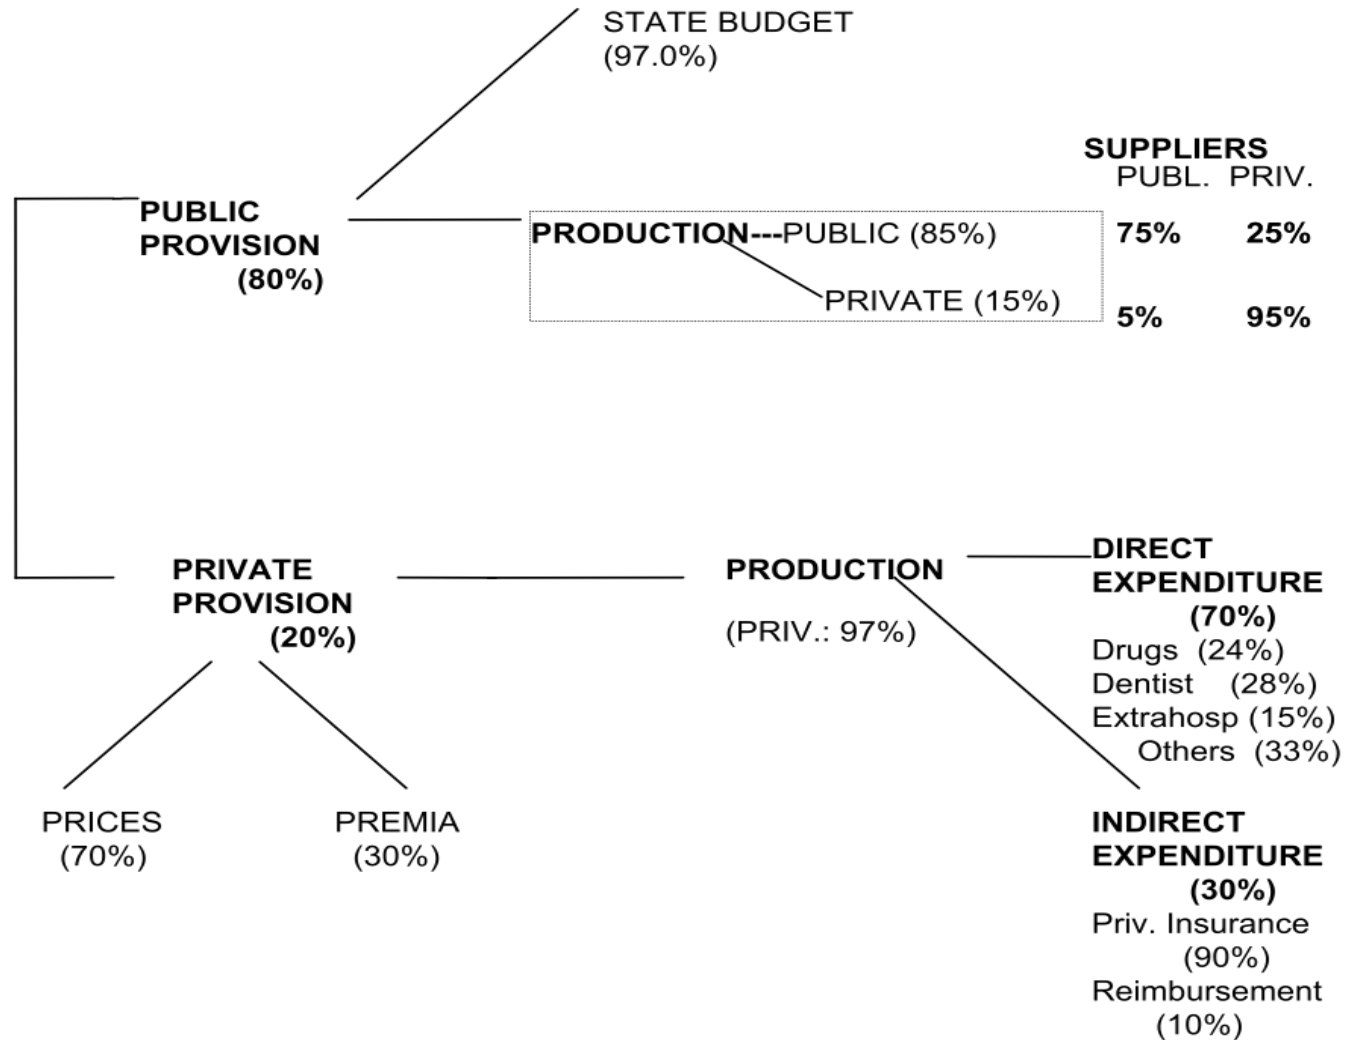 STATE BUDGET
(97.0%)
SUPPLIERS
PUBL. PRIV.
PUBLIC
PROVISION
(80%)
PRODUCTION---PUBLIC (85%)
75% 25%
PRIVATE (15%)
5% 95%
PRIVATE
PROVISION
(20%)
PRODUCTION
(PRIV.: 97%)
DIRECT
EXPENDITURE
(70%)
Drugs (24%)
Dentist (28%)
Extrahosp (15%)
Others (33%)
PRICES
(70%)
PREMIA
(30%)
INDIRECT
EXPENDITURE
(30%)
Priv. Insurance
(90%)
Reimbursement
(10%)